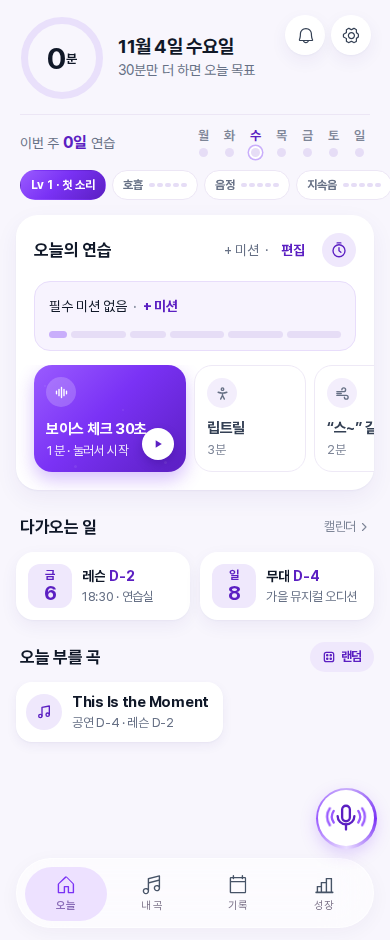 0분
11월 4일 수요일
30분만 더 하면 오늘 목표
이번 주 0일 연습
월 화 수 목 금 토 일
Lv 1 · 첫 소리 호흡 음정 지속음
오늘의 연습
+ 미션 · 편집
필수 미션 없음 · + 미션
보이스 체크 30초
1분 · 눌러서 시작
립트릴
3분
“스~” 길
2분
다가오는 일
캘린더
금
6
레슨 D-2
18:30 · 연습실
일
8
무대 D-4
가을 뮤지컬 오디션
오늘 부를 곡
랜덤
This Is the Moment
공연 D-4 · 레슨 D-2
오늘 내 곡 기록 성장